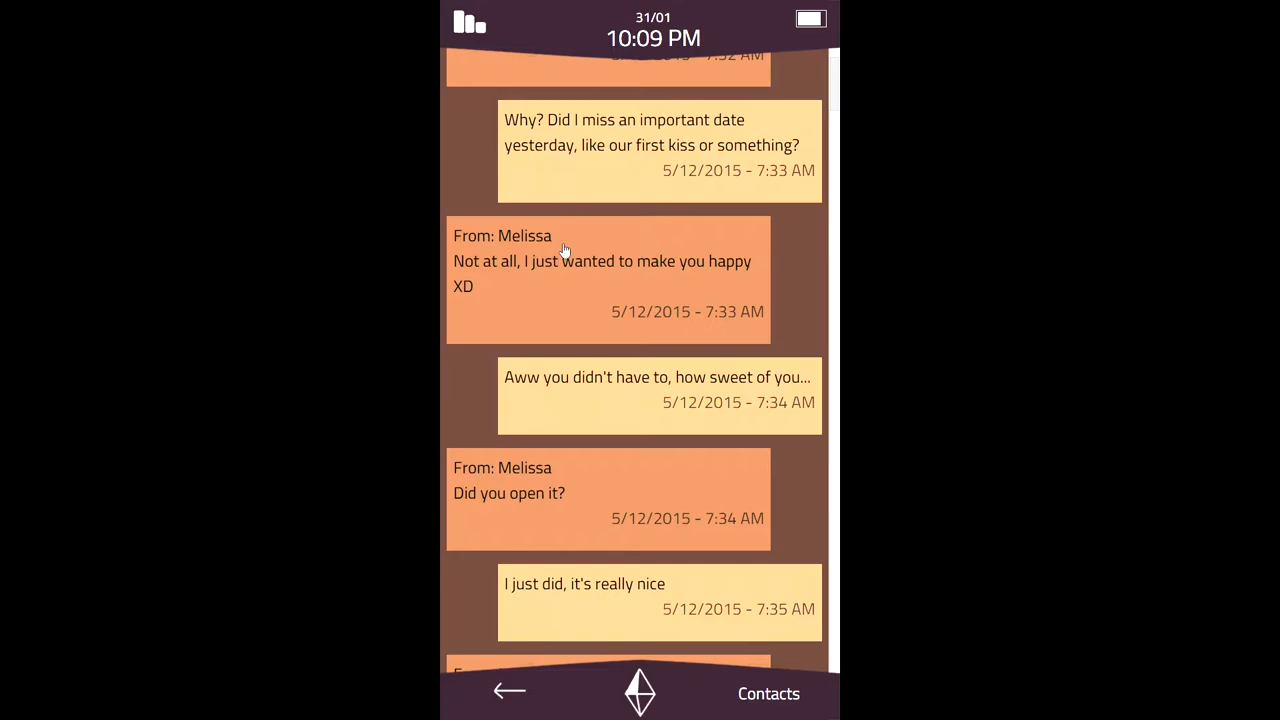 31/01
10:09 PM
Why? Did I miss an important date
yesterday, like our first kiss or something?
5/12/2015 - 7:33 AM
From: Melissa
Not at all, I just wanted to make you happy
XD
5/12/2015 - 7:33 AM
Aww you didn't have to, how sweet of you...
5/12/2015 - 7:34 AM
From: Melissa
Did you open it?
5/12/2015 - 7:34 AM
I just did, it's really nice
5/12/2015 - 7:35 AM
Contacts